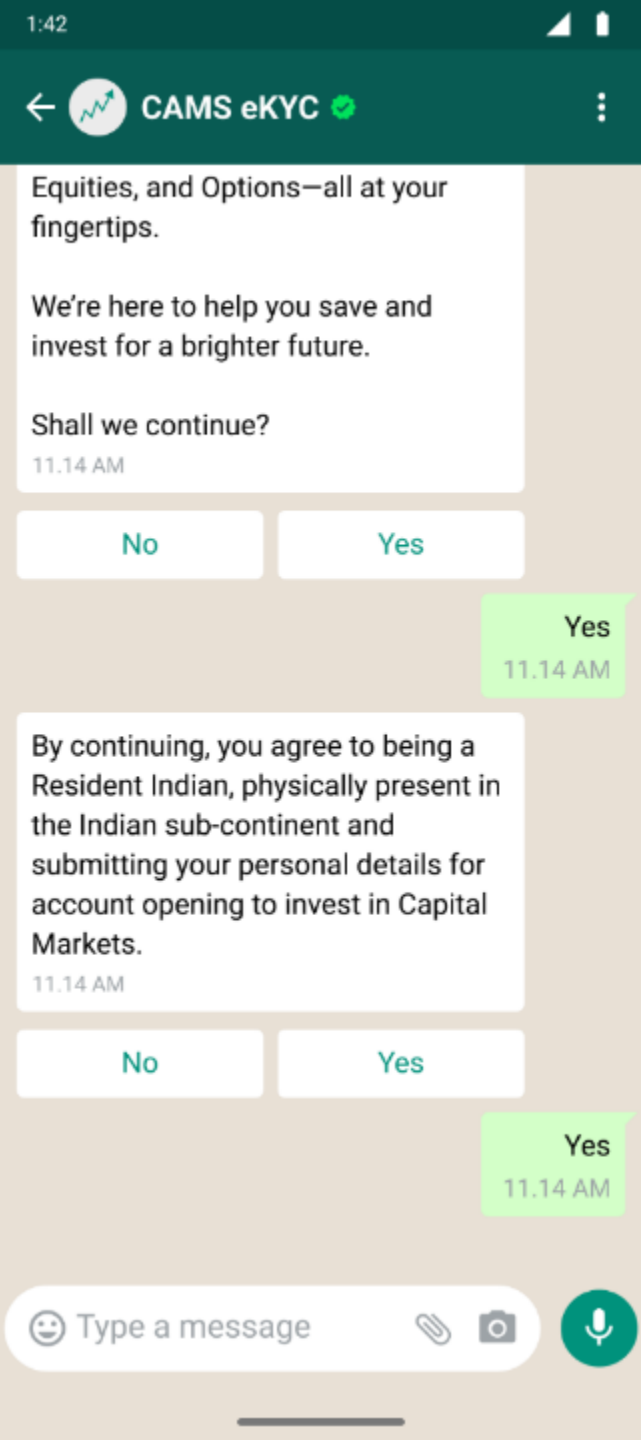 1:42
CAMS eKYC
Equities, and Options—all at your
fingertips.
We're here to help you save and
invest for a brighter future.
Shall we continue?
11.14 AM
No
Yes
Yes
11.14 AM
By continuing, you agree to being a
Resident Indian, physically present in
the Indian sub-continent and
submitting your personal details for
account opening to invest in Capital
Markets.
11.14 AM
No
Yes
Yes
11.14 AM
Type a message